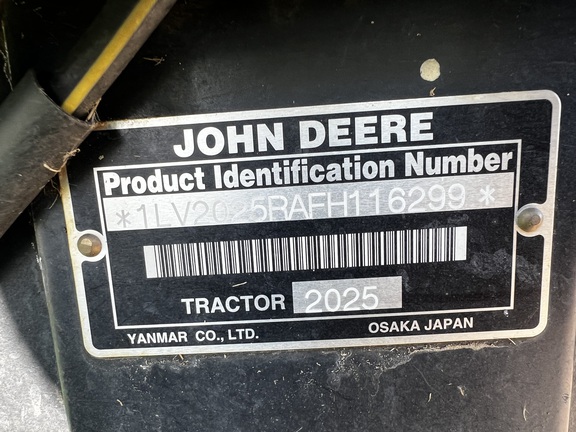 JOHN DEERE
Product Identification Number
*1LV2025RAFH116299*
TRACTOR 2025
YANMAR CO., LTD. OSAKA JAPAN